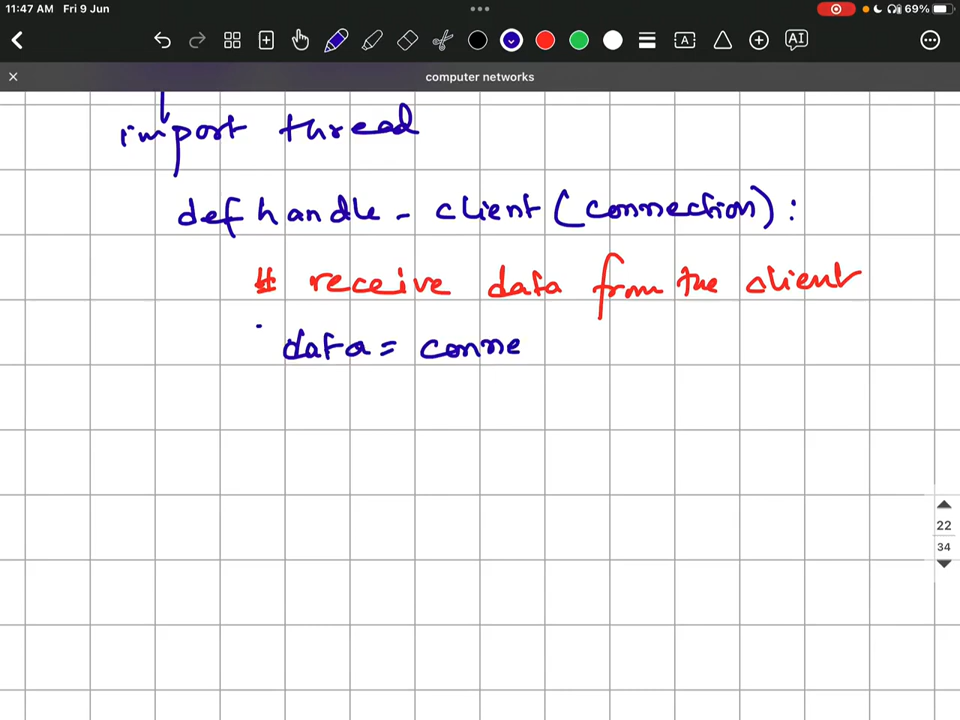 11:47 AM Fri 9 Jun
69%
A
AI
computer networks
import thread
def handle - client (connection) :
# receive data from the client
data = conne
22
34